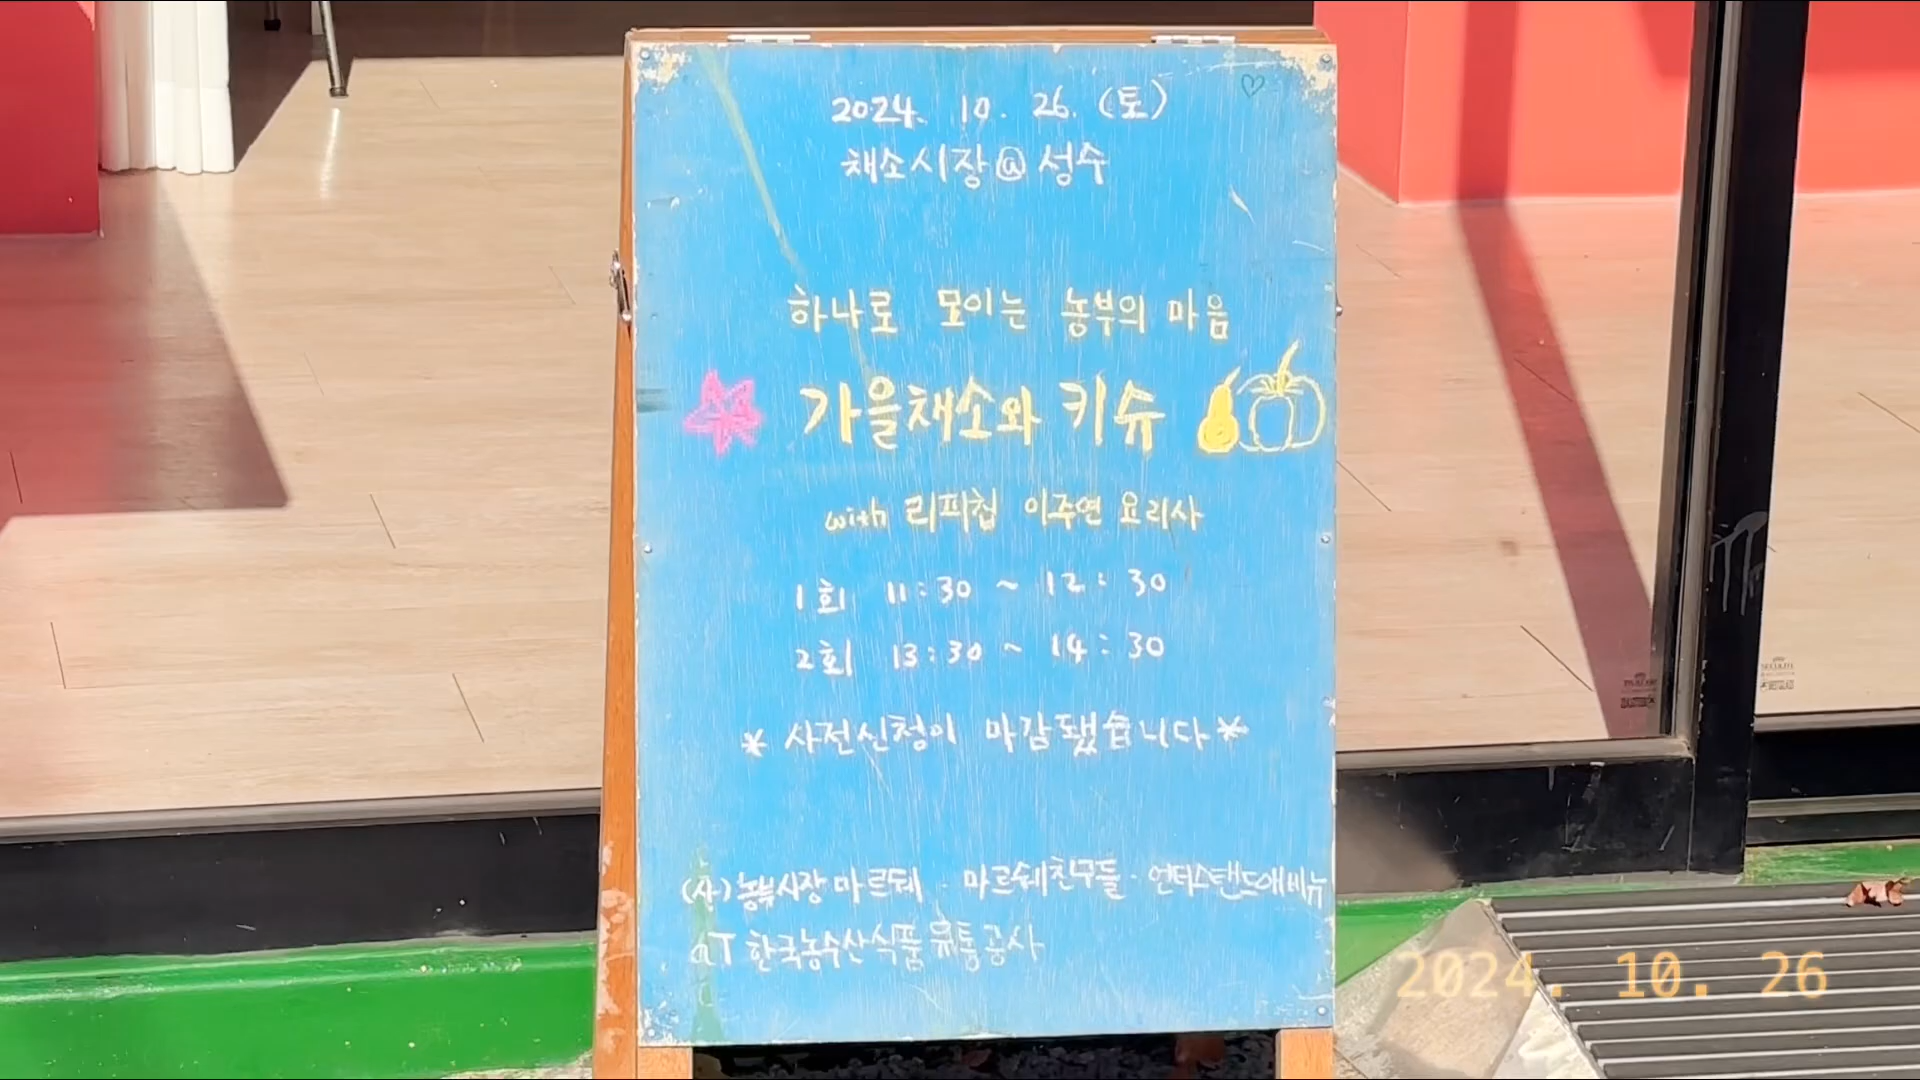 2024. 10. 26. (토)
채소시장@성수
하나로 모이는 농부의 마음
가을채소와 키슈
with 리피칩 이주연 요리사
1회 11:30 ~ 12:30
2회 13:30 ~ 14:30
* 사전신청이 마감됐습니다 *
(사)농부시장마르쉐 · 마르쉐친구들 · 언더스탠드에비뉴
aT 한국농수산식품유통공사
2024. 10. 26